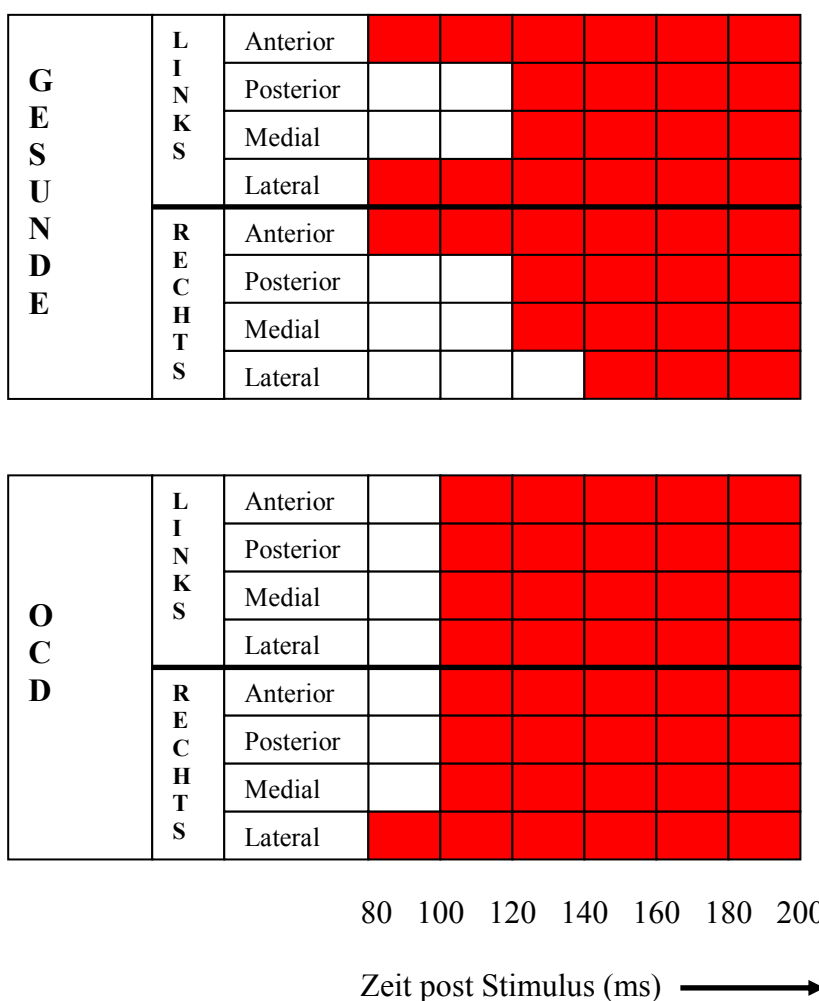 GESUNDE
LINKS
Anterior
Posterior
Medial
Lateral
RECHTS
Anterior
Posterior
Medial
Lateral
OCD
LINKS
Anterior
Posterior
Medial
Lateral
RECHTS
Anterior
Posterior
Medial
Lateral
80 100 120 140 160 180 200
Zeit post Stimulus (ms)